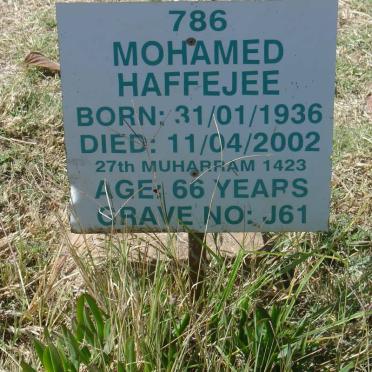 786
MOHAMED
HAFFEJEE
BORN: 31/01/1936
DIED: 11/04/2002
27th MUHARRAM 1423
AGE: 66 YEARS
GRAVE NO: J61